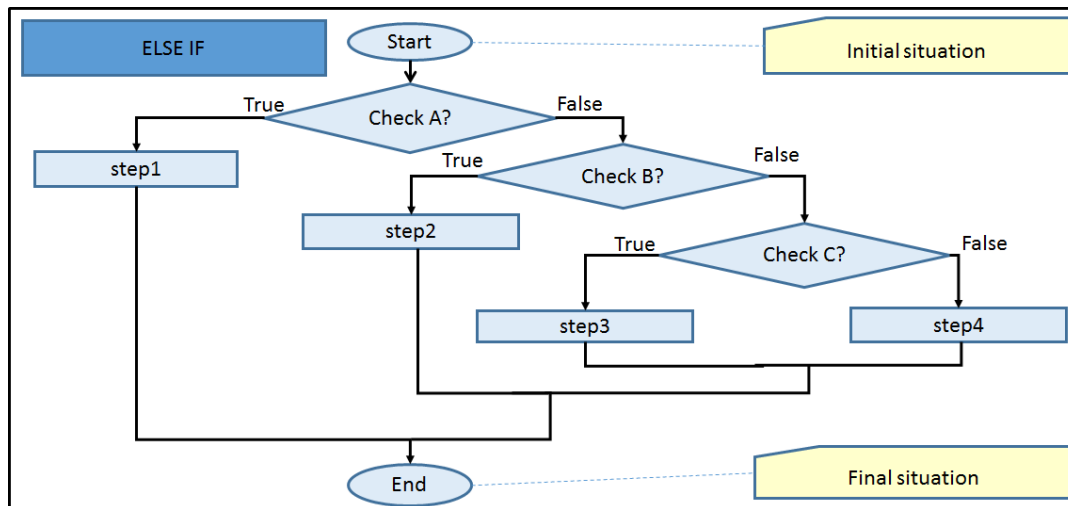 ELSE IF
Start
Initial situation
True
Check A?
False
step1
True
Check B?
False
step2
True
Check C?
False
step3
step4
End
Final situation